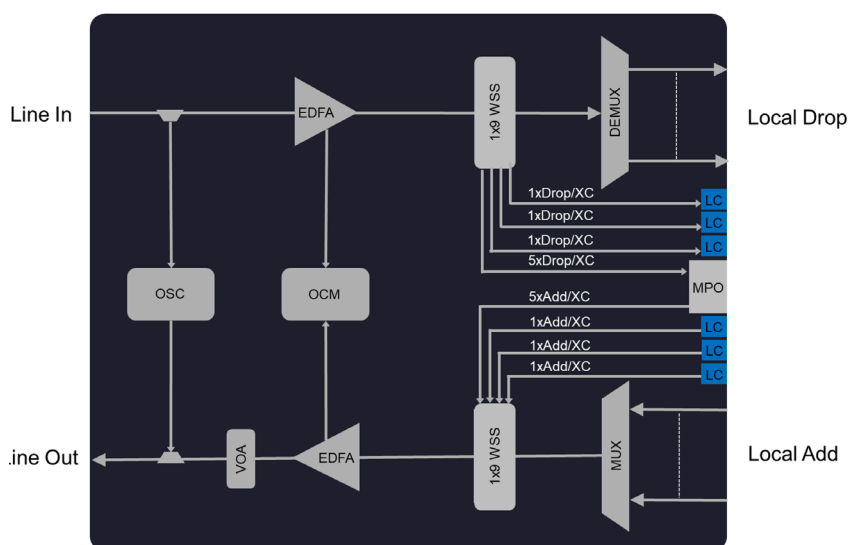 Line In
EDFA
1x9 WSS
DEMUX
Local Drop
1xDrop/XC
LC
1xDrop/XC
LC
1xDrop/XC
LC
5xDrop/XC
MPO
OSC
OCM
5xAdd/XC
1xAdd/XC
LC
1xAdd/XC
LC
1xAdd/XC
LC
Line Out
VOA
EDFA
1x9 WSS
MUX
Local Add